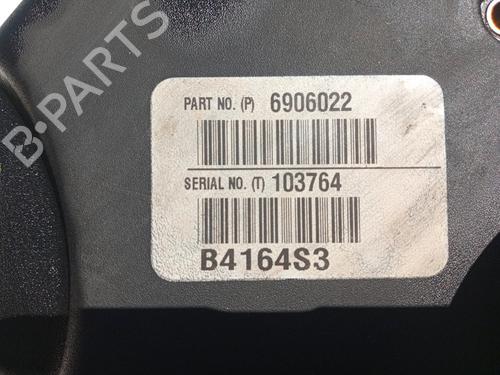 B-PARTS
PART NO. (P) 6906022
SERIAL NO. (T) 103764
B4164S3